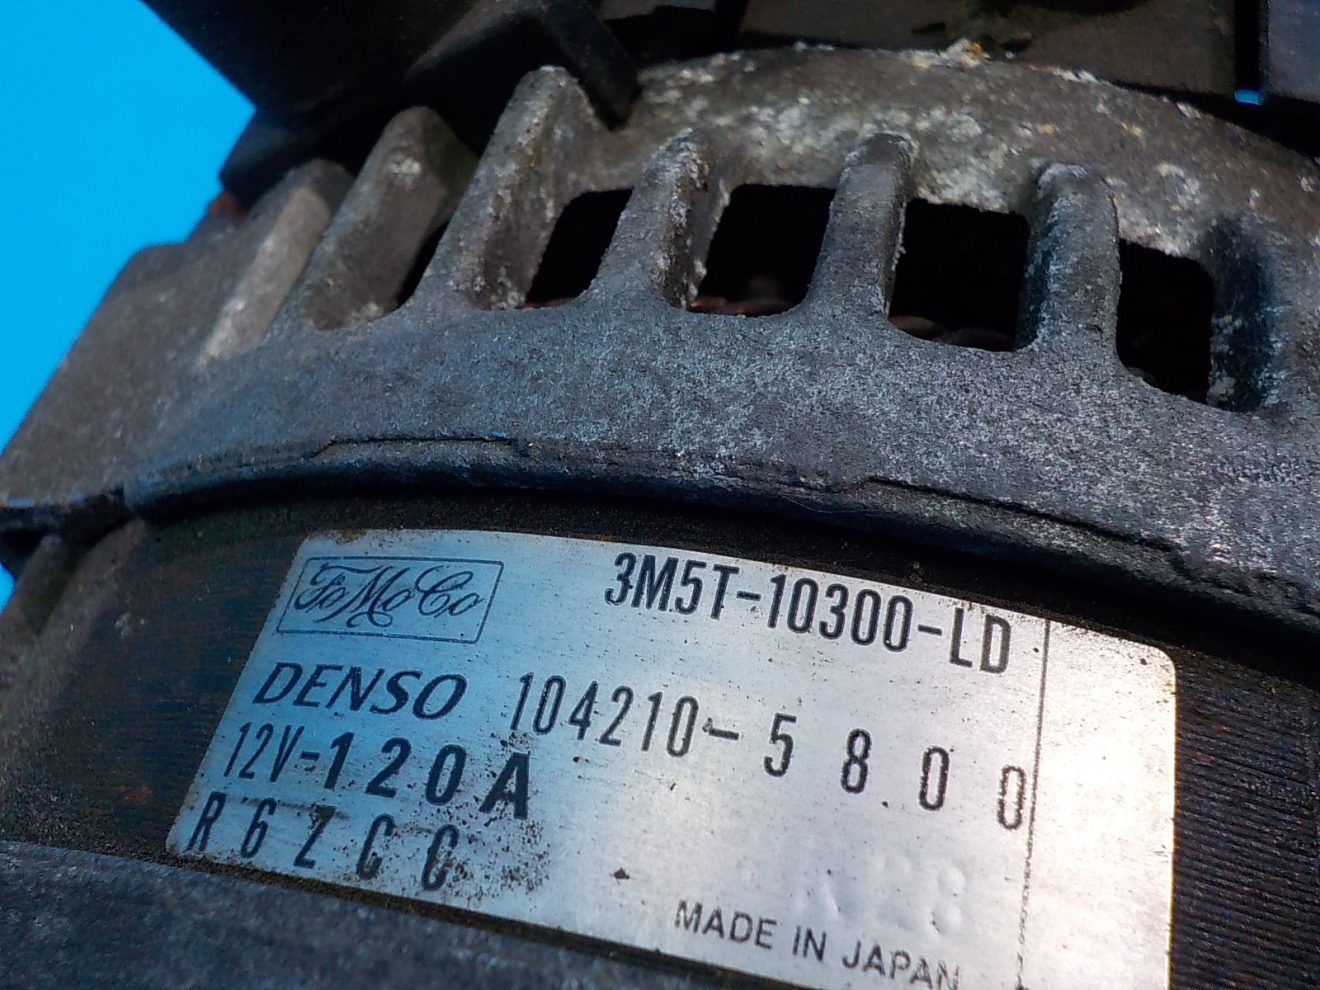 FoMoCo 3M5T-10300-LD
DENSO 104210-5800
12V-120A
R6ZCC
MADE IN JAPAN